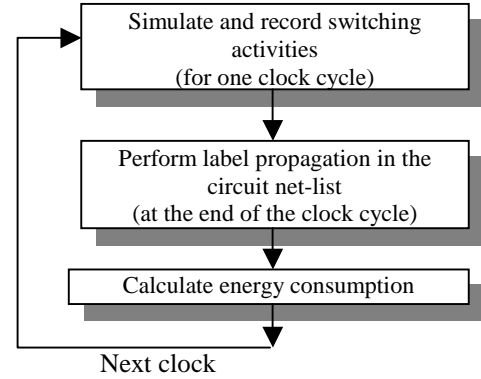 Simulate and record switching
activities
(for one clock cycle)
Perform label propagation in the
circuit net-list
(at the end of the clock cycle)
Calculate energy consumption
Next clock